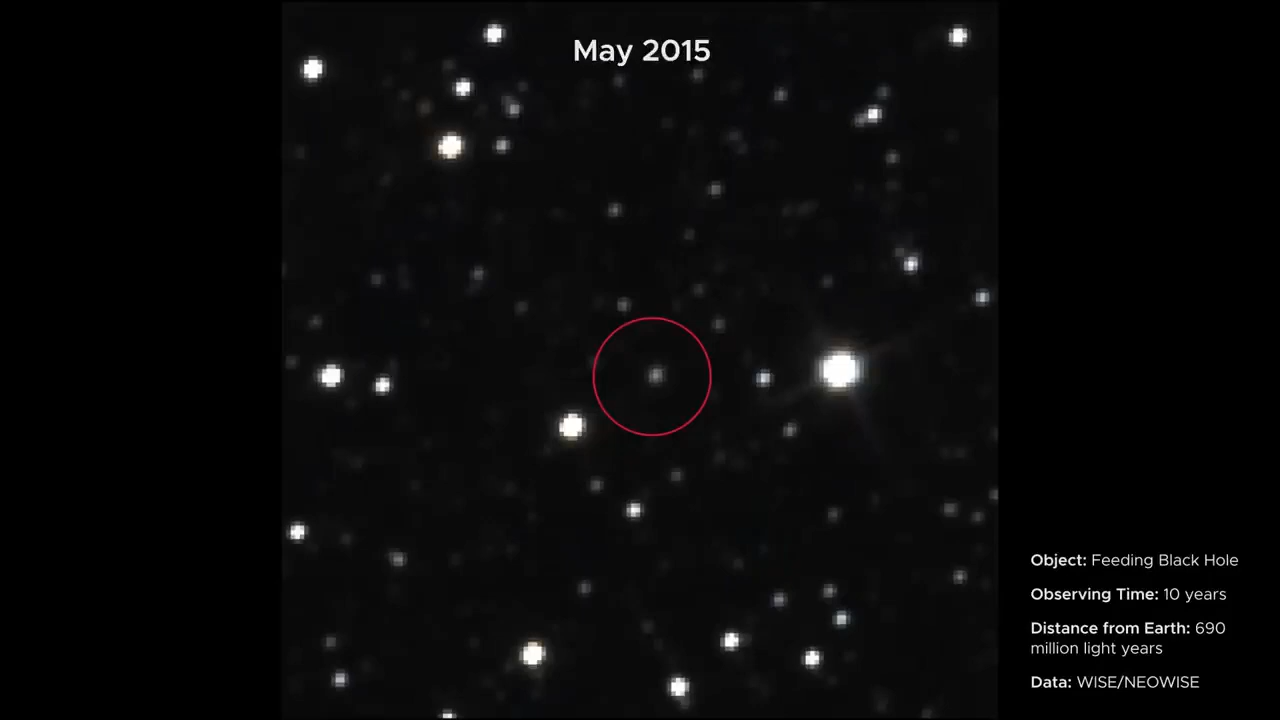 May 2015
Object: Feeding Black Hole
Observing Time: 10 years
Distance from Earth: 690
million light years
Data: WISE/NEOWISE